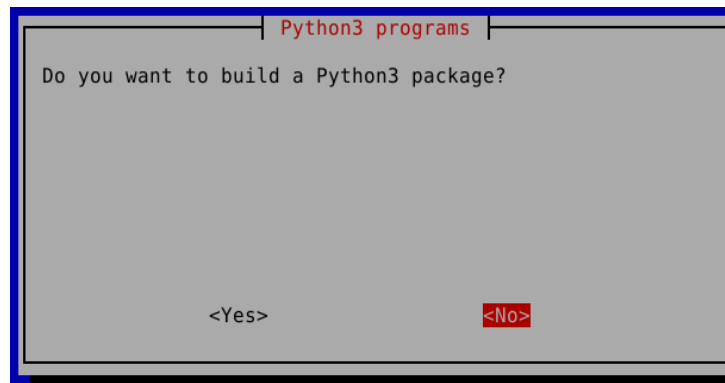 Python3 programs
Do you want to build a Python3 package?
<Yes> <No>